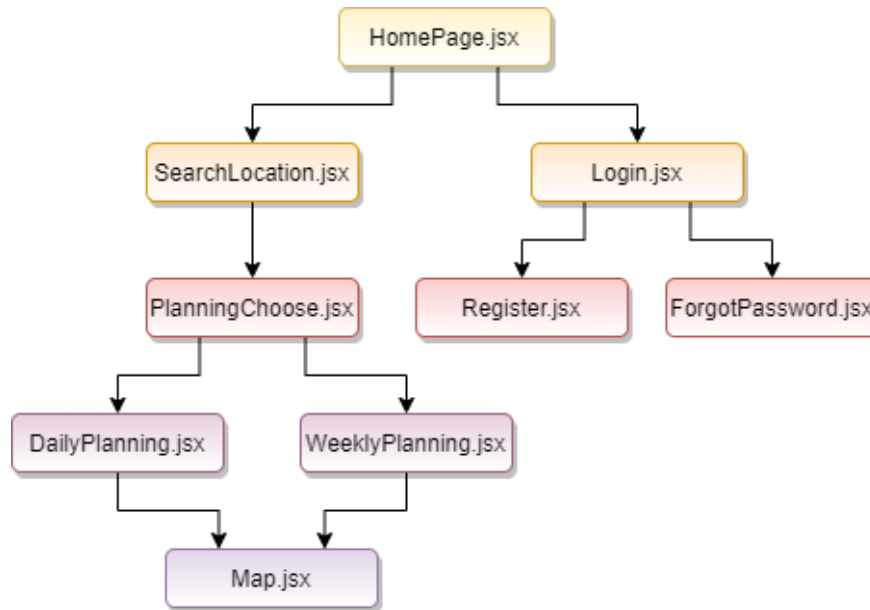 HomePage.jsx
SearchLocation.jsx
Login.jsx
PlanningChoose.jsx
Register.jsx
ForgotPassword.jsx
DailyPlanning.jsx
WeeklyPlanning.jsx
Map.jsx